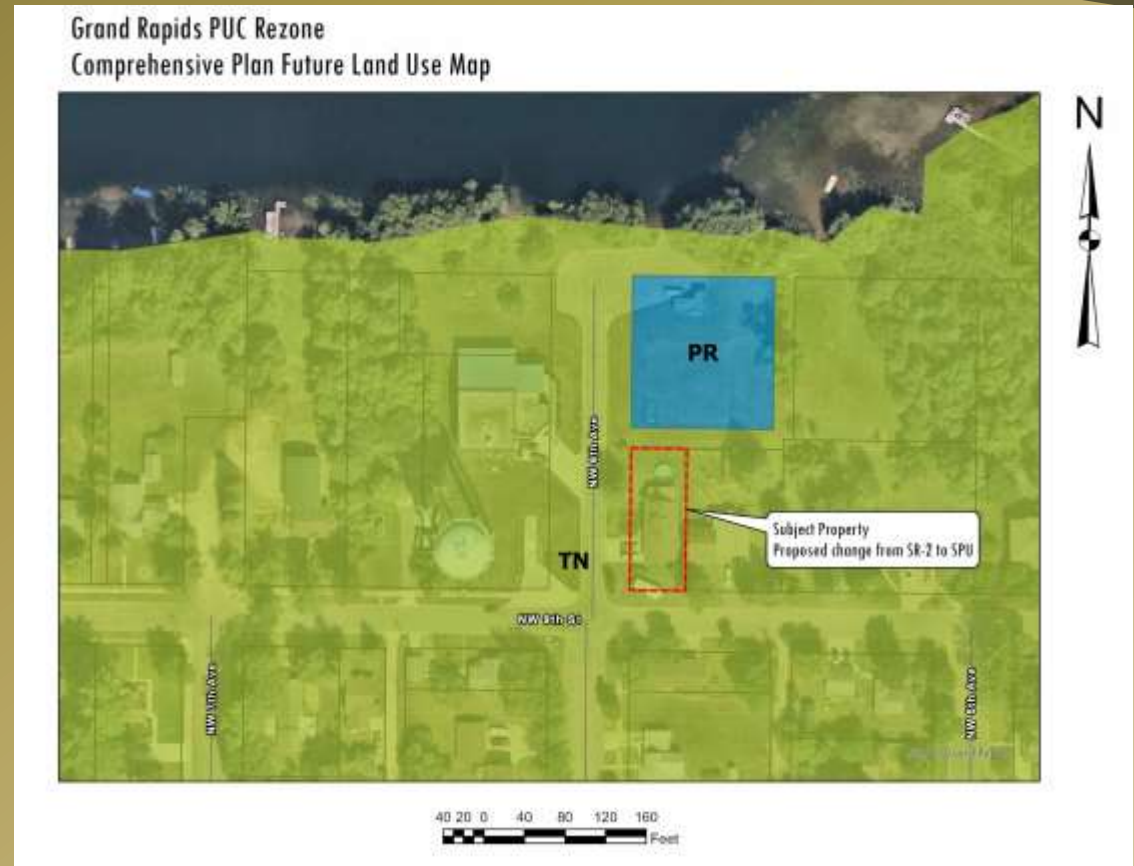 Grand Rapids PUC Rezone
Comprehensive Plan Future Land Use Map
N
PR
NW 6th Ave
Subject Property
Proposed change from SR-2 to SPU
TN
NW 8th St
NW 7th Ave
NW 5th Ave
40 20 0 40 80 120 160
Feet